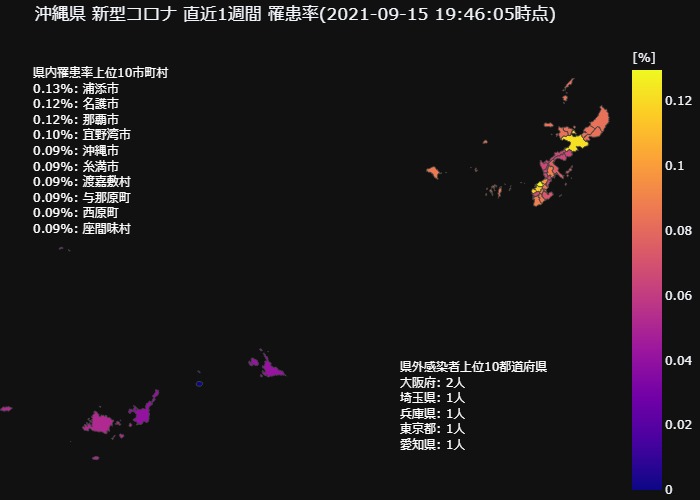 沖縄県 新型コロナ 直近1週間 罹患率(2021-09-15 19:46:05時点)
[%]
県内罹患率上位10市町村
0.13%: 浦添市
0.12%: 名護市
0.12%: 那覇市
0.10%: 宜野湾市
0.09%: 沖縄市
0.09%: 糸満市
0.09%: 渡嘉敷村
0.09%: 与那原町
0.09%: 西原町
0.09%: 座間味村
0.12
0.1
0.08
0.06
0.04
0.02
0
県外感染者上位10都道府県
大阪府: 2人
埼玉県: 1人
兵庫県: 1人
東京都: 1人
愛知県: 1人